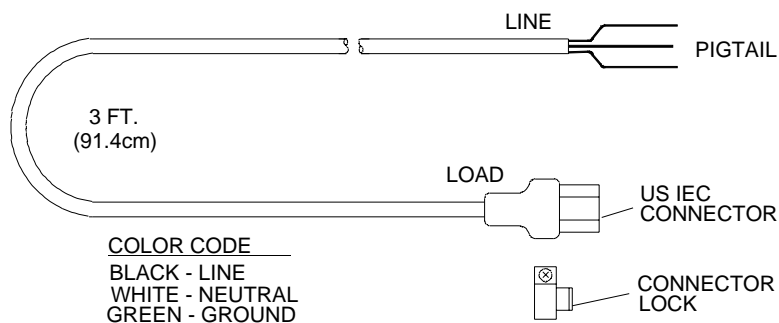 LINE
PIGTAIL
3 FT.
(91.4cm)
LOAD
US IEC
CONNECTOR
COLOR CODE
BLACK - LINE
WHITE - NEUTRAL
GREEN - GROUND
CONNECTOR
LOCK